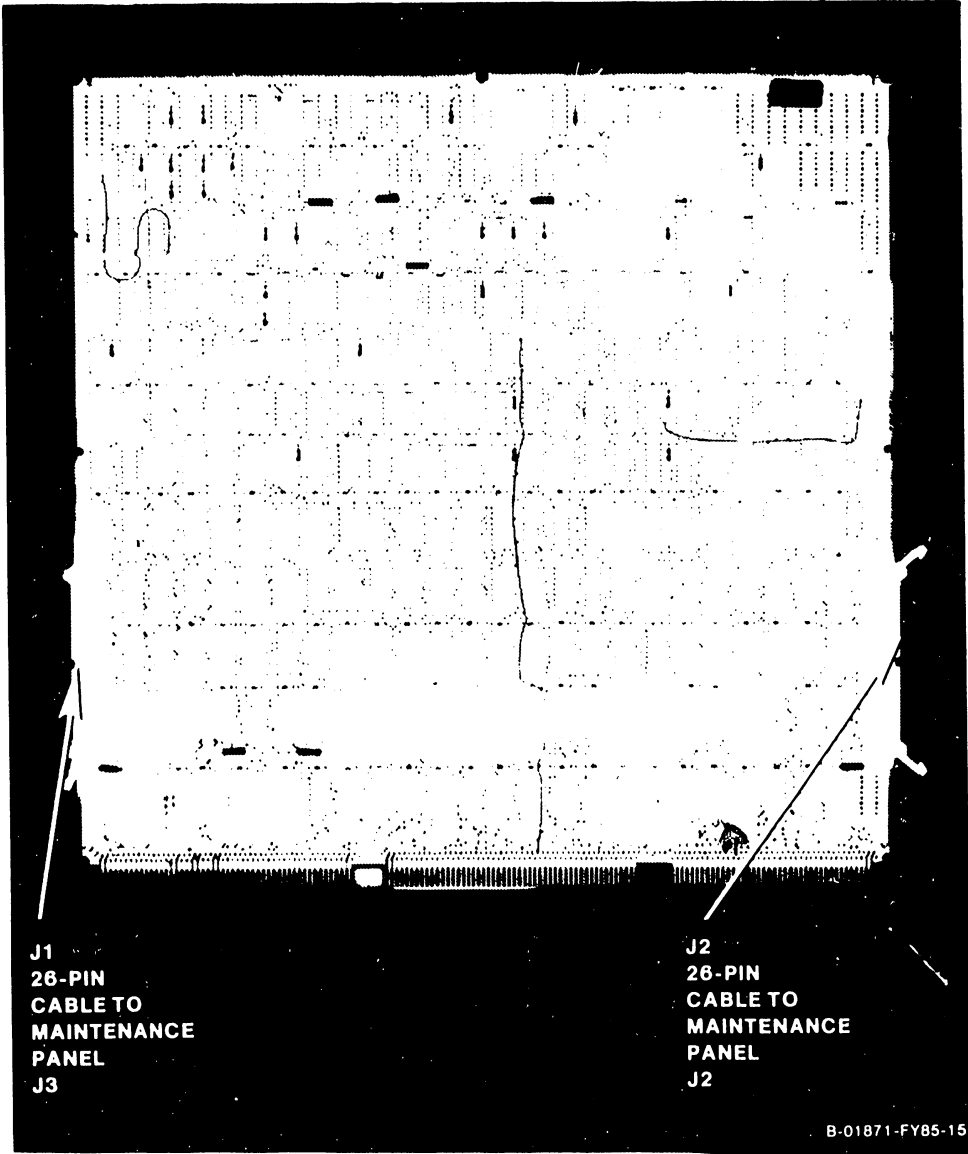 J1
26-PIN
CABLE TO
MAINTENANCE
PANEL
J3
J2
26-PIN
CABLE TO
MAINTENANCE
PANEL
J2
B-01871-FY85-15